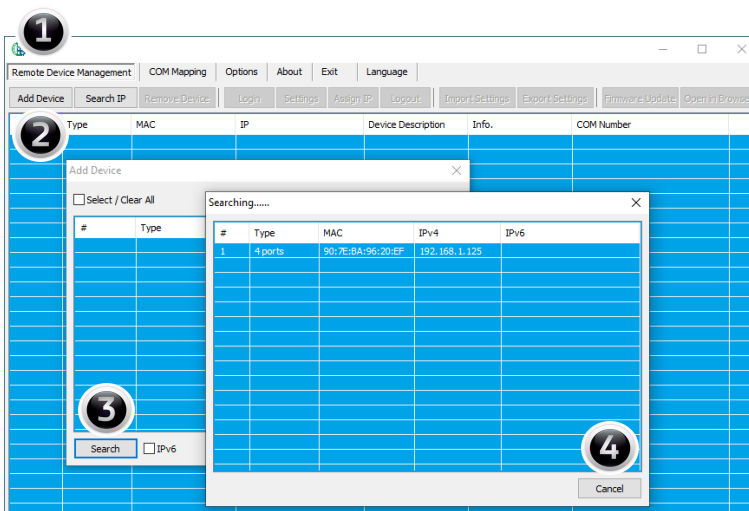 1
Remote Device Management COM Mapping Options About Exit Language
Add Device Search IP Remove Device Login Settings Assign IP Logout Import Settings Export Settings Firmware Update Open in Browse
2
Type MAC IP Device Description Info. COM Number
Add Device
Select / Clear All
# Type
Searching......
# Type MAC IPv4 IPv6
1 4 ports 90:7E:BA:96:20:EF 192.168.1.125
3
Search IPv6
4
Cancel